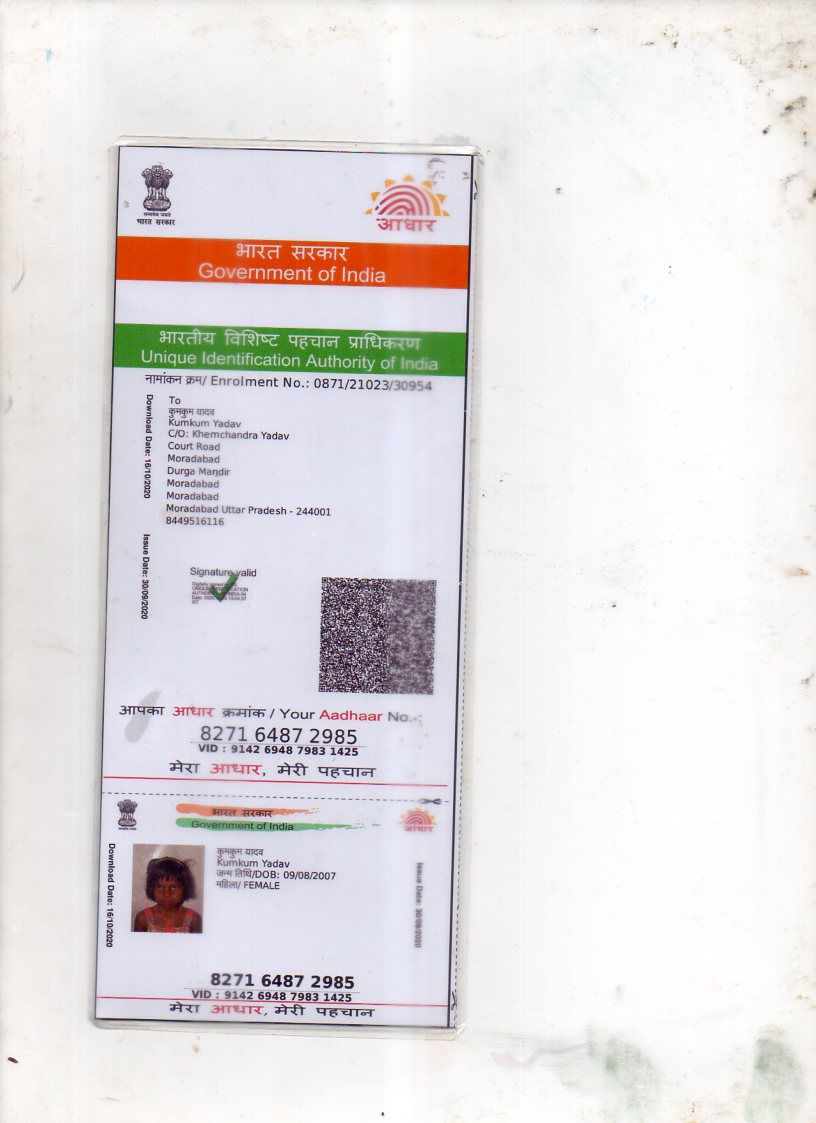 सत्यमेव जयते
भारत सरकार
आधार
भारत सरकार
Government of India
भारतीय विशिष्ट पहचान प्राधिकरण
Unique Identification Authority of India
नामांकन क्रम/ Enrolment No.: 0871/21023/30954
Download Date: 16/10/2020
Issue Date: 30/09/2020
To
कुमकुम यादव
Kumkum Yadav
C/O: Khemchandra Yadav
Court Road
Moradabad
Durga Mandir
Moradabad
Moradabad
Moradabad Uttar Pradesh - 244001
8449516116
Signature valid
आपका आधार क्रमांक / Your Aadhaar No. :
8271 6487 2985
VID : 9142 6948 7983 1425
मेरा आधार, मेरी पहचान
भारत सरकार
Government of India
आधार
Download Date: 16/10/2020
कुमकुम यादव
Kumkum Yadav
जन्म तिथि/DOB: 09/08/2007
महिला/ FEMALE
Issue Date: 30/09/2020
8271 6487 2985
VID : 9142 6948 7983 1425
मेरा आधार, मेरी पहचान